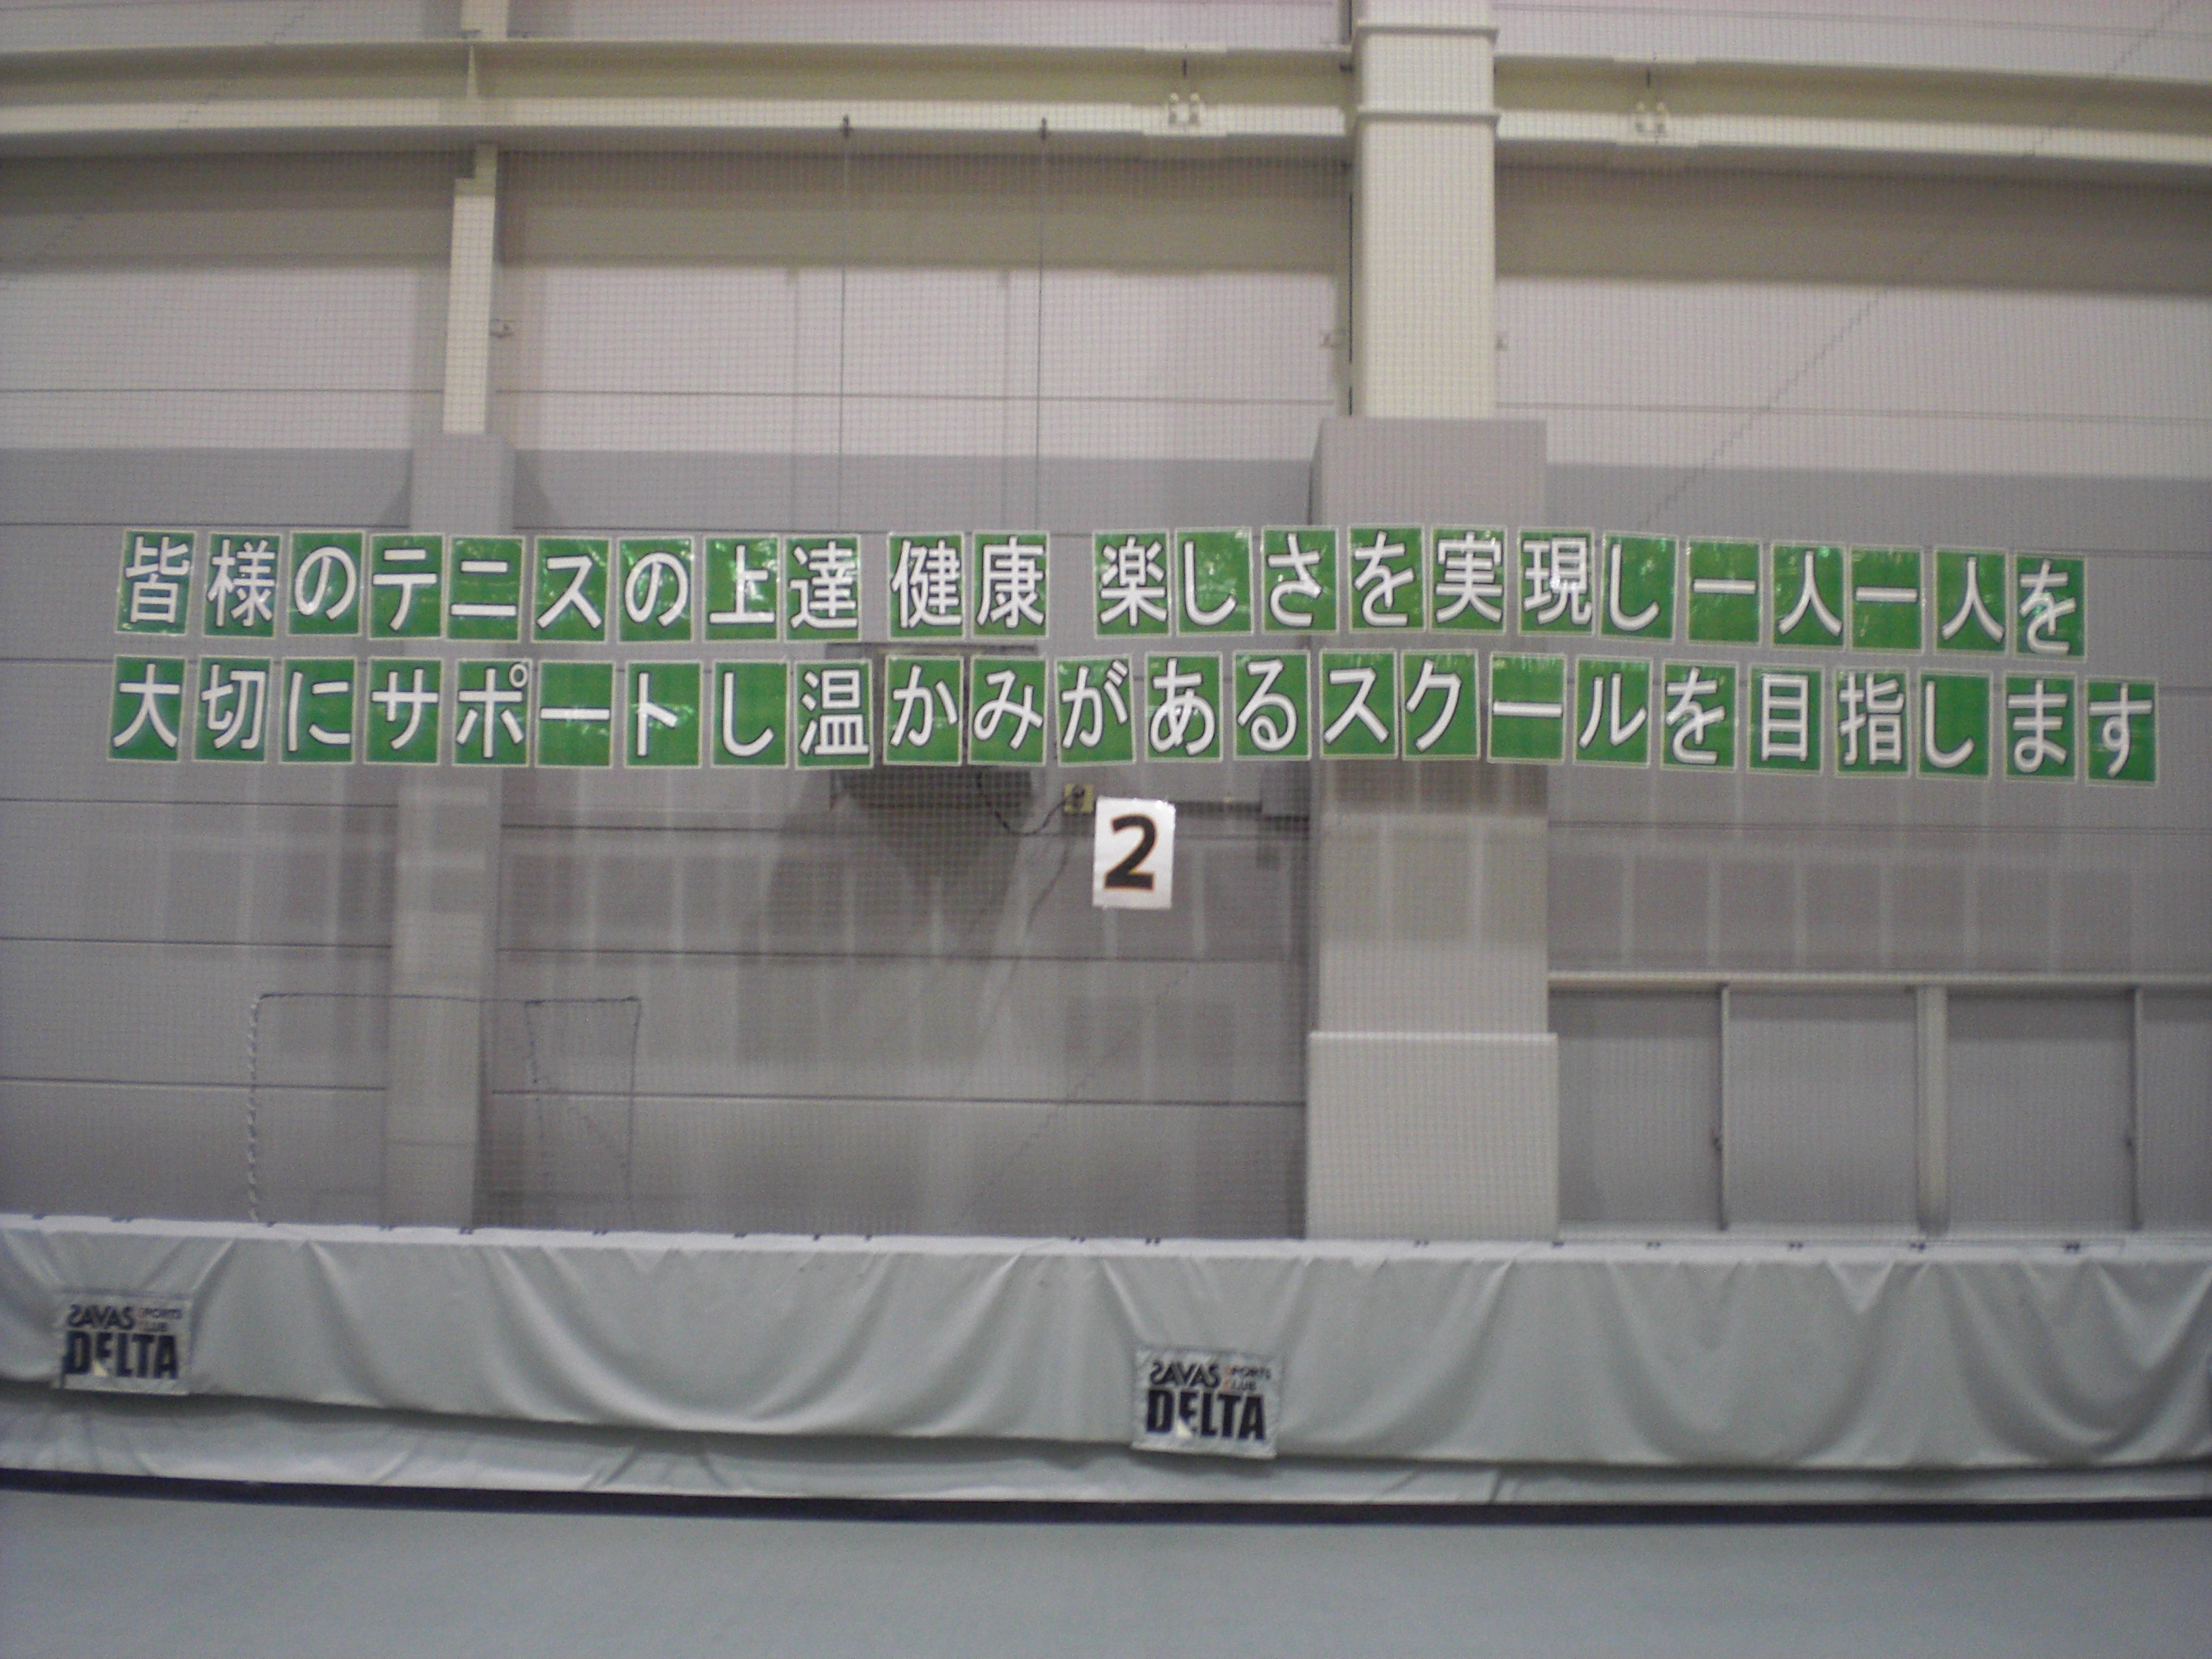 皆様のテニスの上達 健康 楽しさを実現し一人一人を
大切にサポートし温かみがあるスクールを目指します
2
SAVAS SPORTS CLUB
DELTA
SAVAS SPORTS CLUB
DELTA